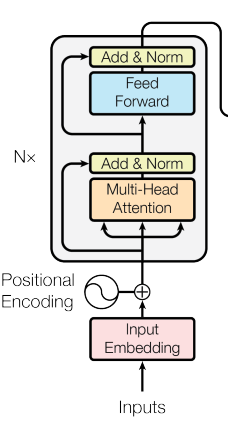 Add & Norm
Feed
Forward
N×
Add & Norm
Multi-Head
Attention
Positional
Encoding
Input
Embedding
Inputs